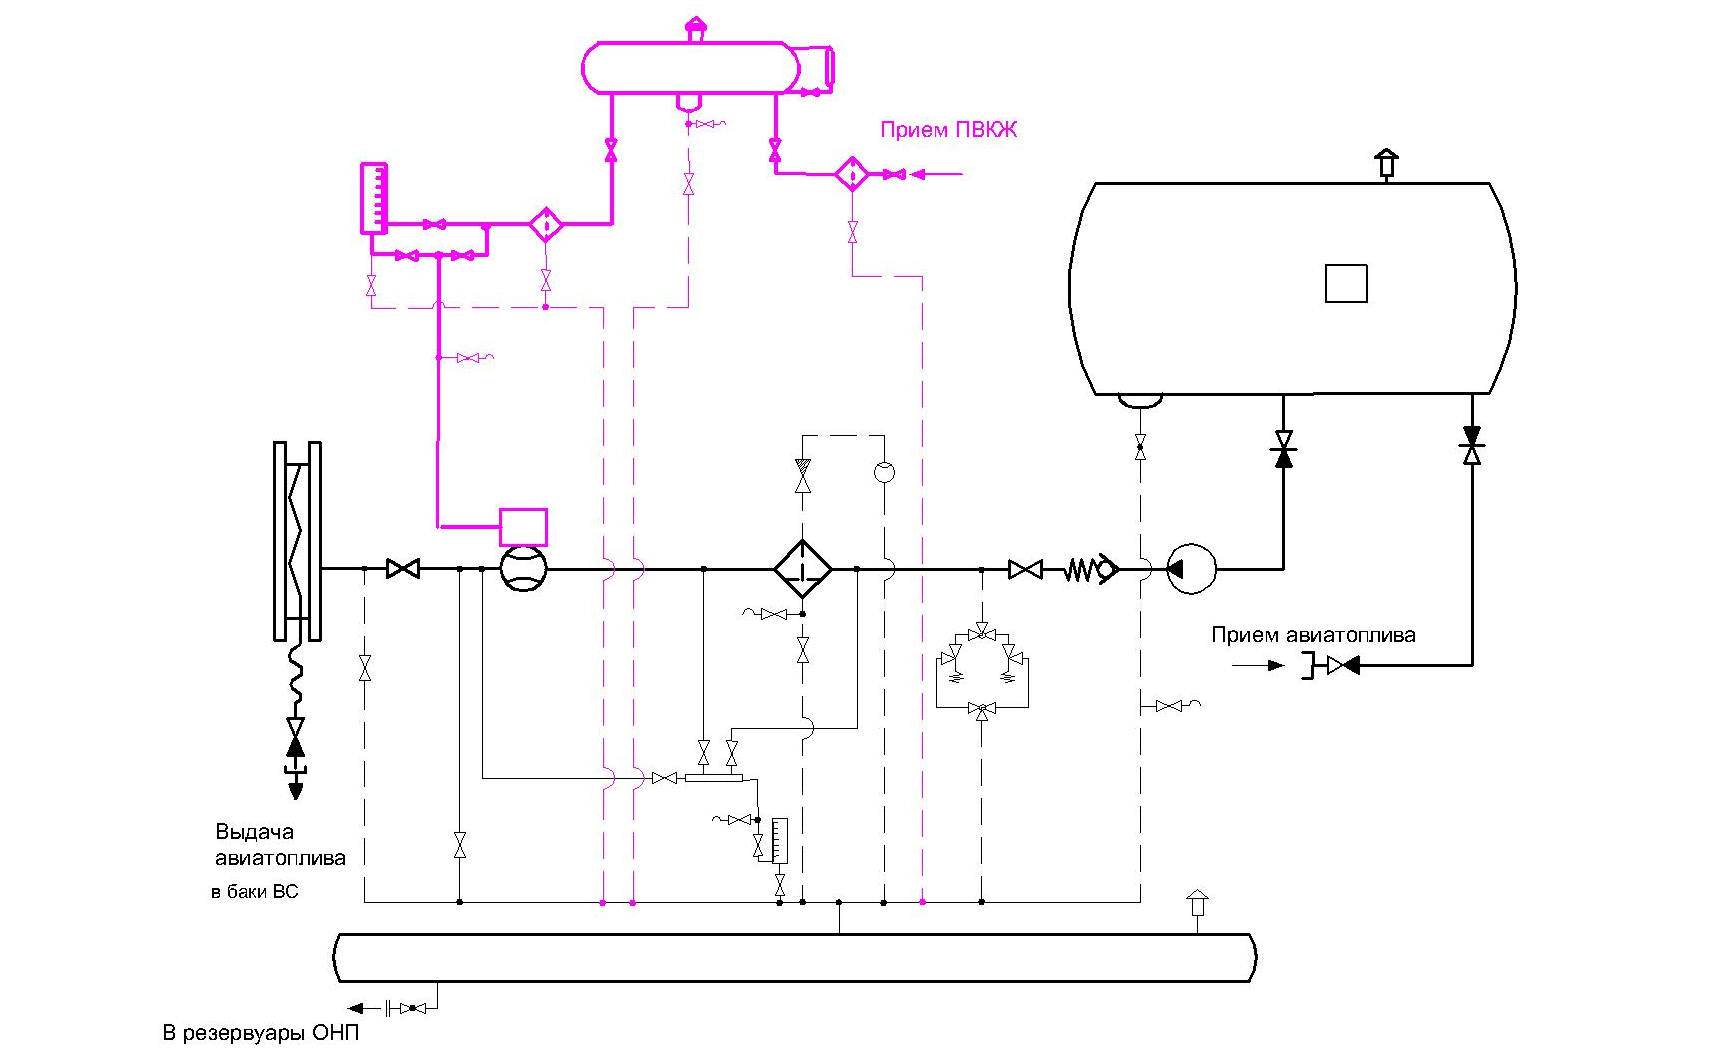 Прием ПВКЖ
Прием авиатоплива
Выдача
авиатоплива
в баки ВС
В резервуары ОНП